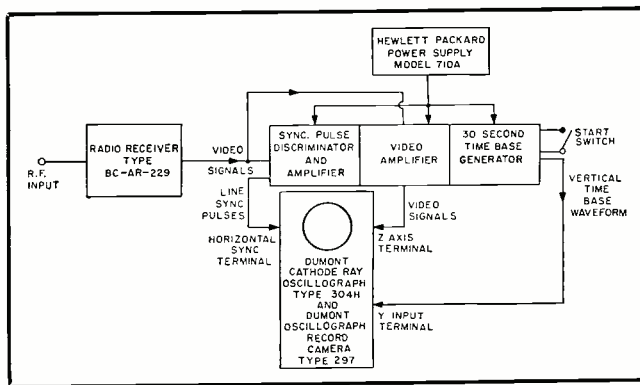 HEWLETT PACKARD
POWER SUPPLY
MODEL 710A
RADIO RECEIVER
TYPE
BC-AR-229
R.F.
INPUT
VIDEO
SIGNALS
SYNC. PULSE
DISCRIMINATOR
AND
AMPLIFIER
VIDEO
AMPLIFIER
30 SECOND
TIME BASE
GENERATOR
START
SWITCH
VERTICAL
TIME BASE
WAVEFORM
LINE
SYNC
PULSES
HORIZONTAL
SYNC
TERMINAL
VIDEO
SIGNALS
Z AXIS
TERMINAL
DUMONT
CATHODE RAY
OSCILLOGRAPH
TYPE 304H
AND
DUMONT
OSCILLOGRAPH
RECORD
CAMERA
TYPE 297
Y INPUT
TERMINAL